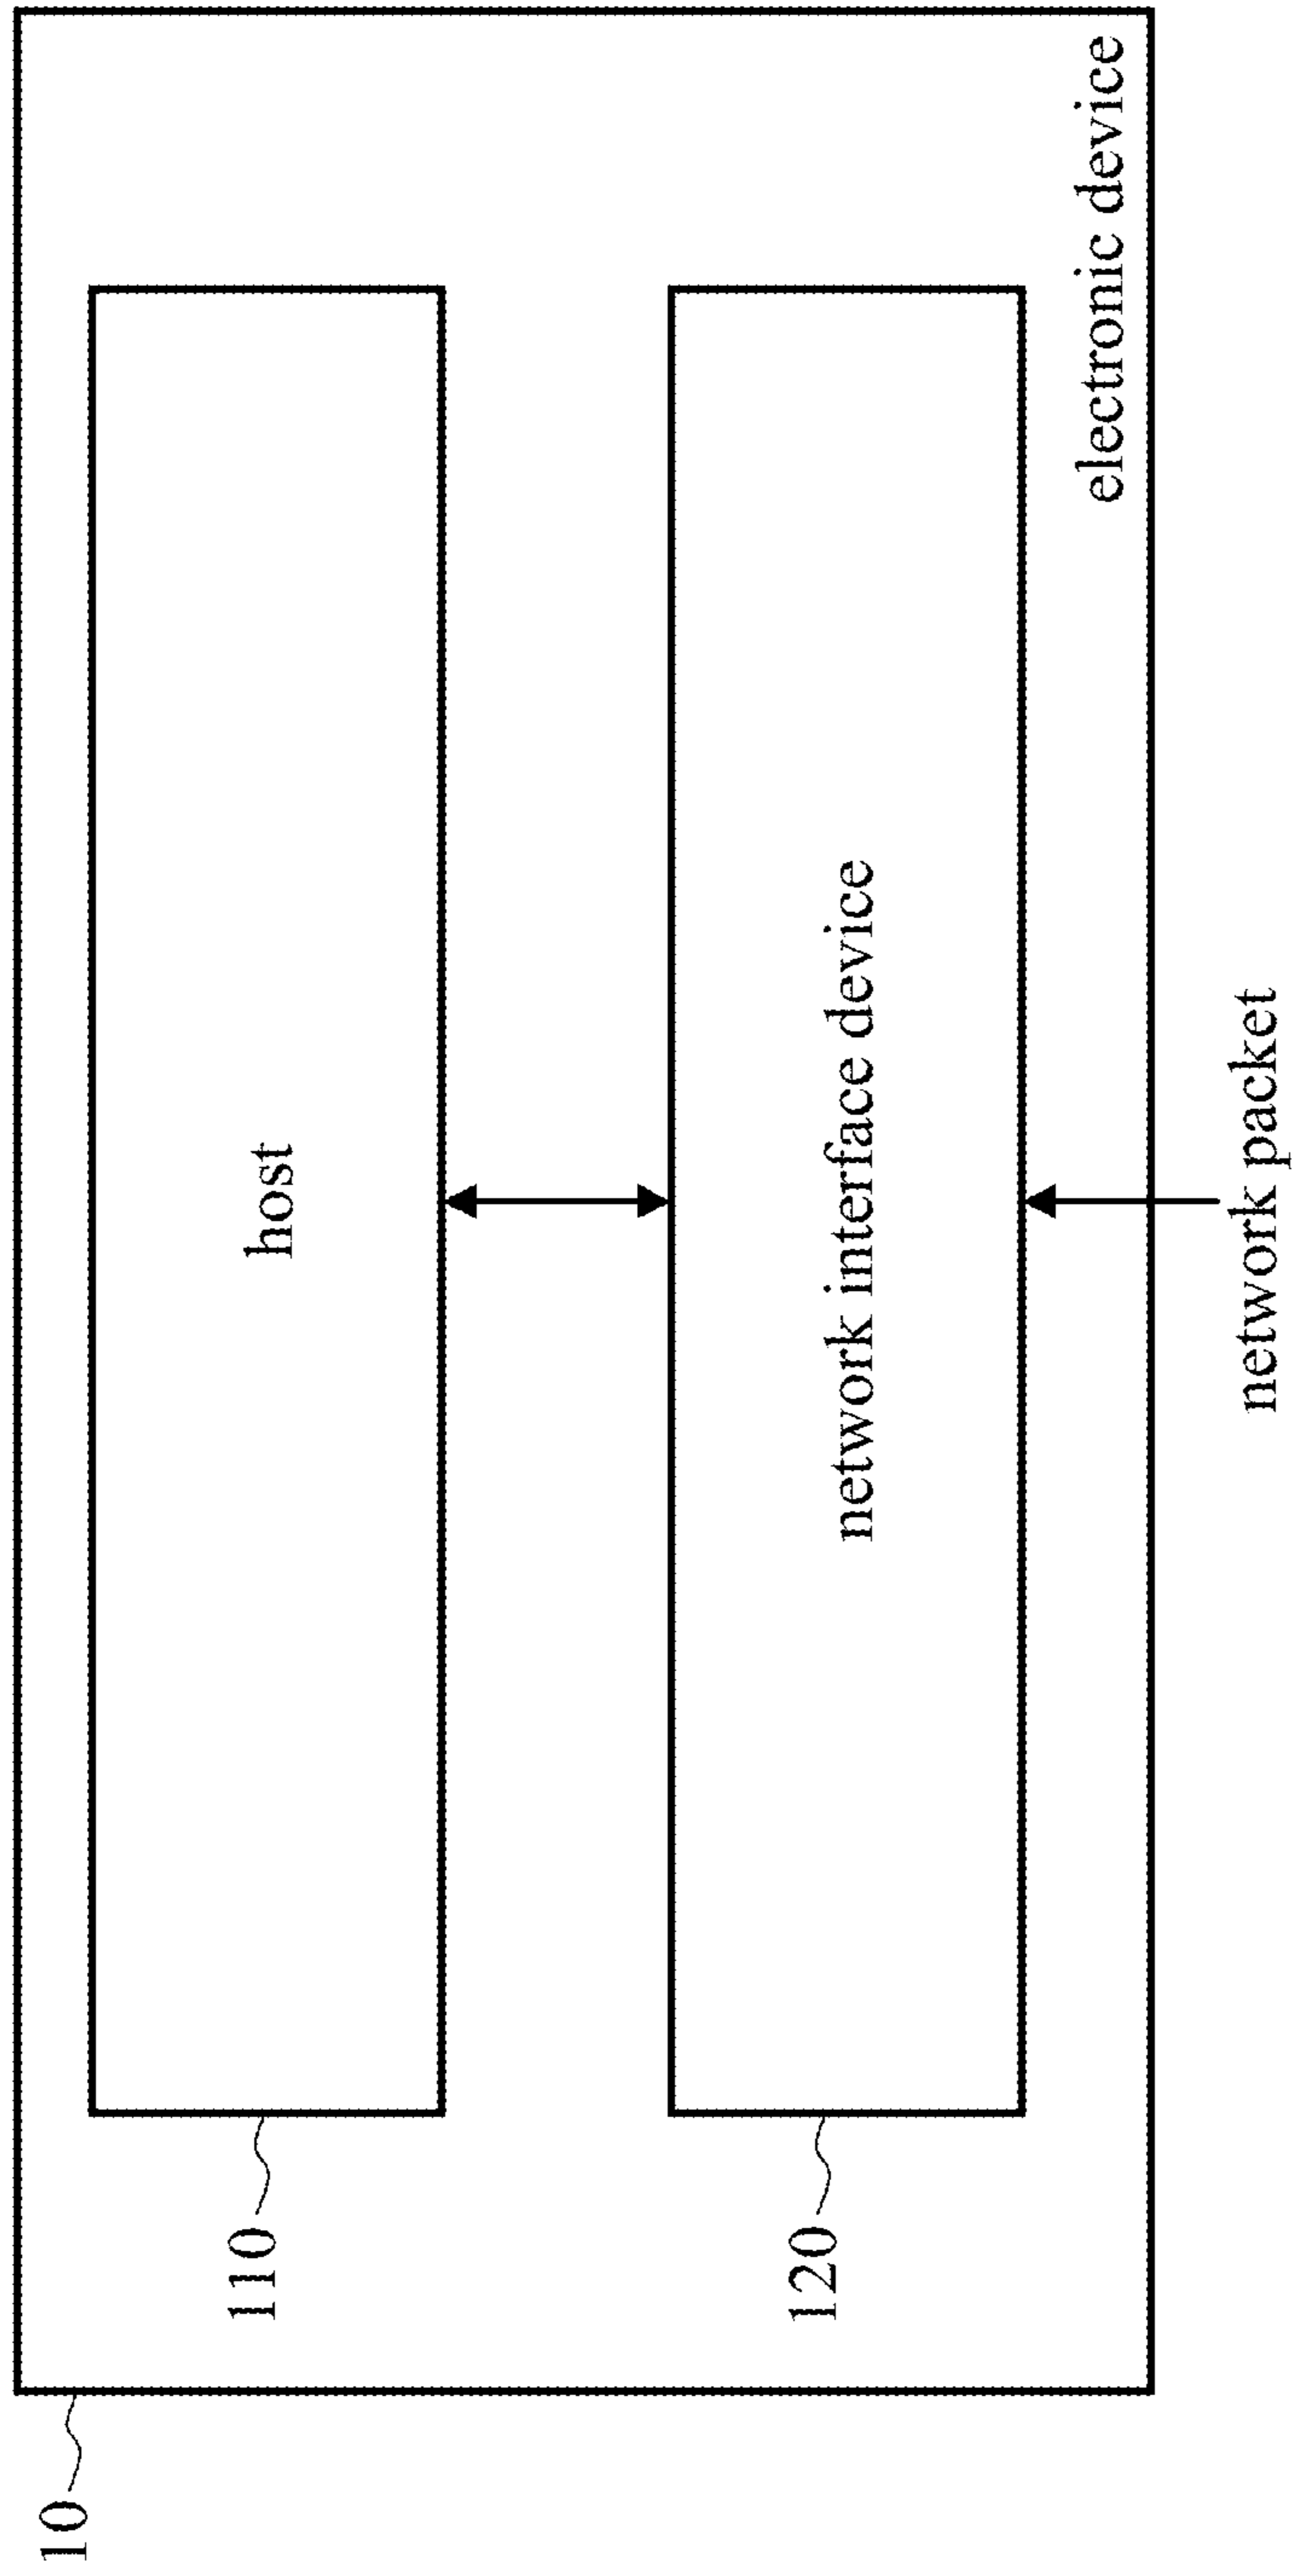 10
110
host
120
network interface device
electronic device
network packet